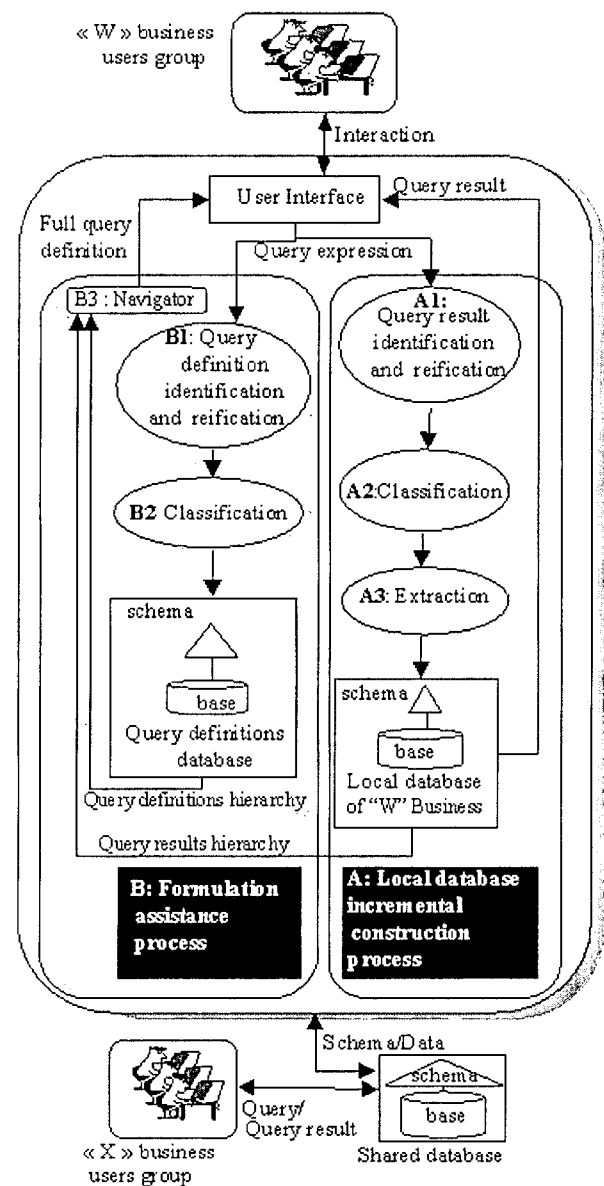 « W » business
users group
Interaction
User Interface
Query result
Full query
definition
Query expression
B3 : Navigator
B1: Query
definition
identification
and reification
A1:
Query result
identification
and reification
B2 Classification
A2:Classification
A3: Extraction
schema
base
Query definitions
database
schema
base
Local database
of "W" Business
Query definitions hierarchy
Query results hierarchy
B: Formulation
assistance
process
A: Local database
incremental
construction
process
Schema/Data
schema
base
Shared database
Query/
Query result
« X » business
users group